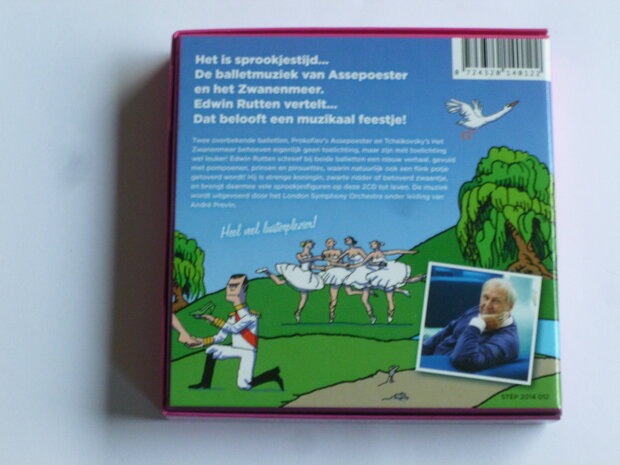 Het is sprookjestijd...
De balletmuziek van Assepoester
en het Zwanenmeer.
Edwin Rutten vertelt...
Dat belooft een muzikaal feestje!
Twee overbekende balletten, Prokofiev's Assepoester en Tchaikovsky's Het
Zwanenmeer behoeven eigenlijk geen toelichting, maar zijn mét toelichting
wel leuker! Edwin Rutten schreef bij beide balletten een nieuw verhaal, gevuld
met pompoenen, prinsen en pirouettes, waarin natuurlijk ook een flink potje
getoverd wordt! Hij is strenge koningin, zwarte ridder of betoverd zwaantje,
en brengt daarmee vele sprookjesfiguren op deze 2CD tot leven. De muziek
wordt uitgevoerd door het London Symphony Orchestra onder leiding van
André Previn.
Heel veel luisterplezier!
0 724320 140122
STEP 2014 012